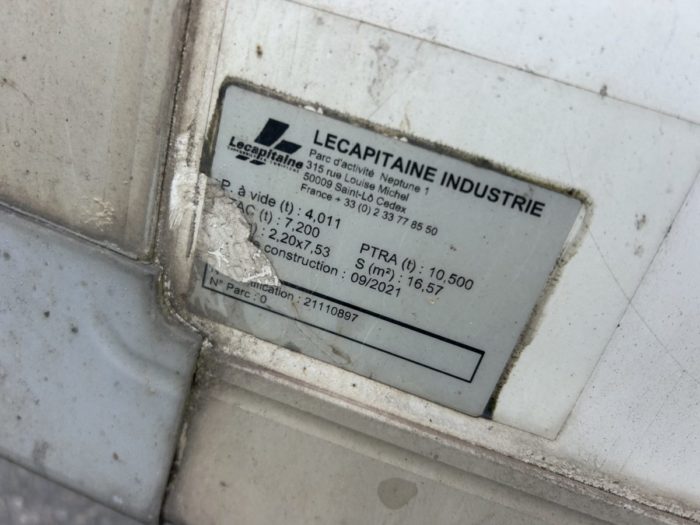 Lecapitaine
LECAPITAINE INDUSTRIE
Parc d'activité Neptune 1
315 rue Louise Michel
50009 Saint-Lô Cedex
France + 33 (0) 2 33 77 85 50
P. à vide (t) : 4,011
AC (t) : 7,200 PTRA (t) : 10,500
: 2,20x7,53 S (m²) : 16,57
construction : 09/2021
ification : 21110897
N° Parc : 0